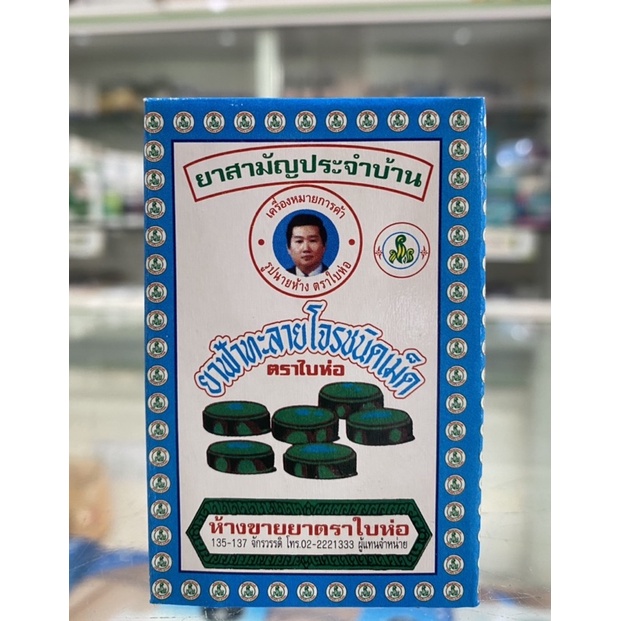 ยาสามัญประจำบ้าน
เครื่องหมายการค้า
รูปนายห้าง ตราใบห่อ
ยาฟ้าทะลายโจรชนิดเม็ด
ตราใบห่อ
ห้างขายยาตราใบห่อ
135-137 จักรวรรดิ โทร.02-2221333 ผู้แทนจำหน่าย